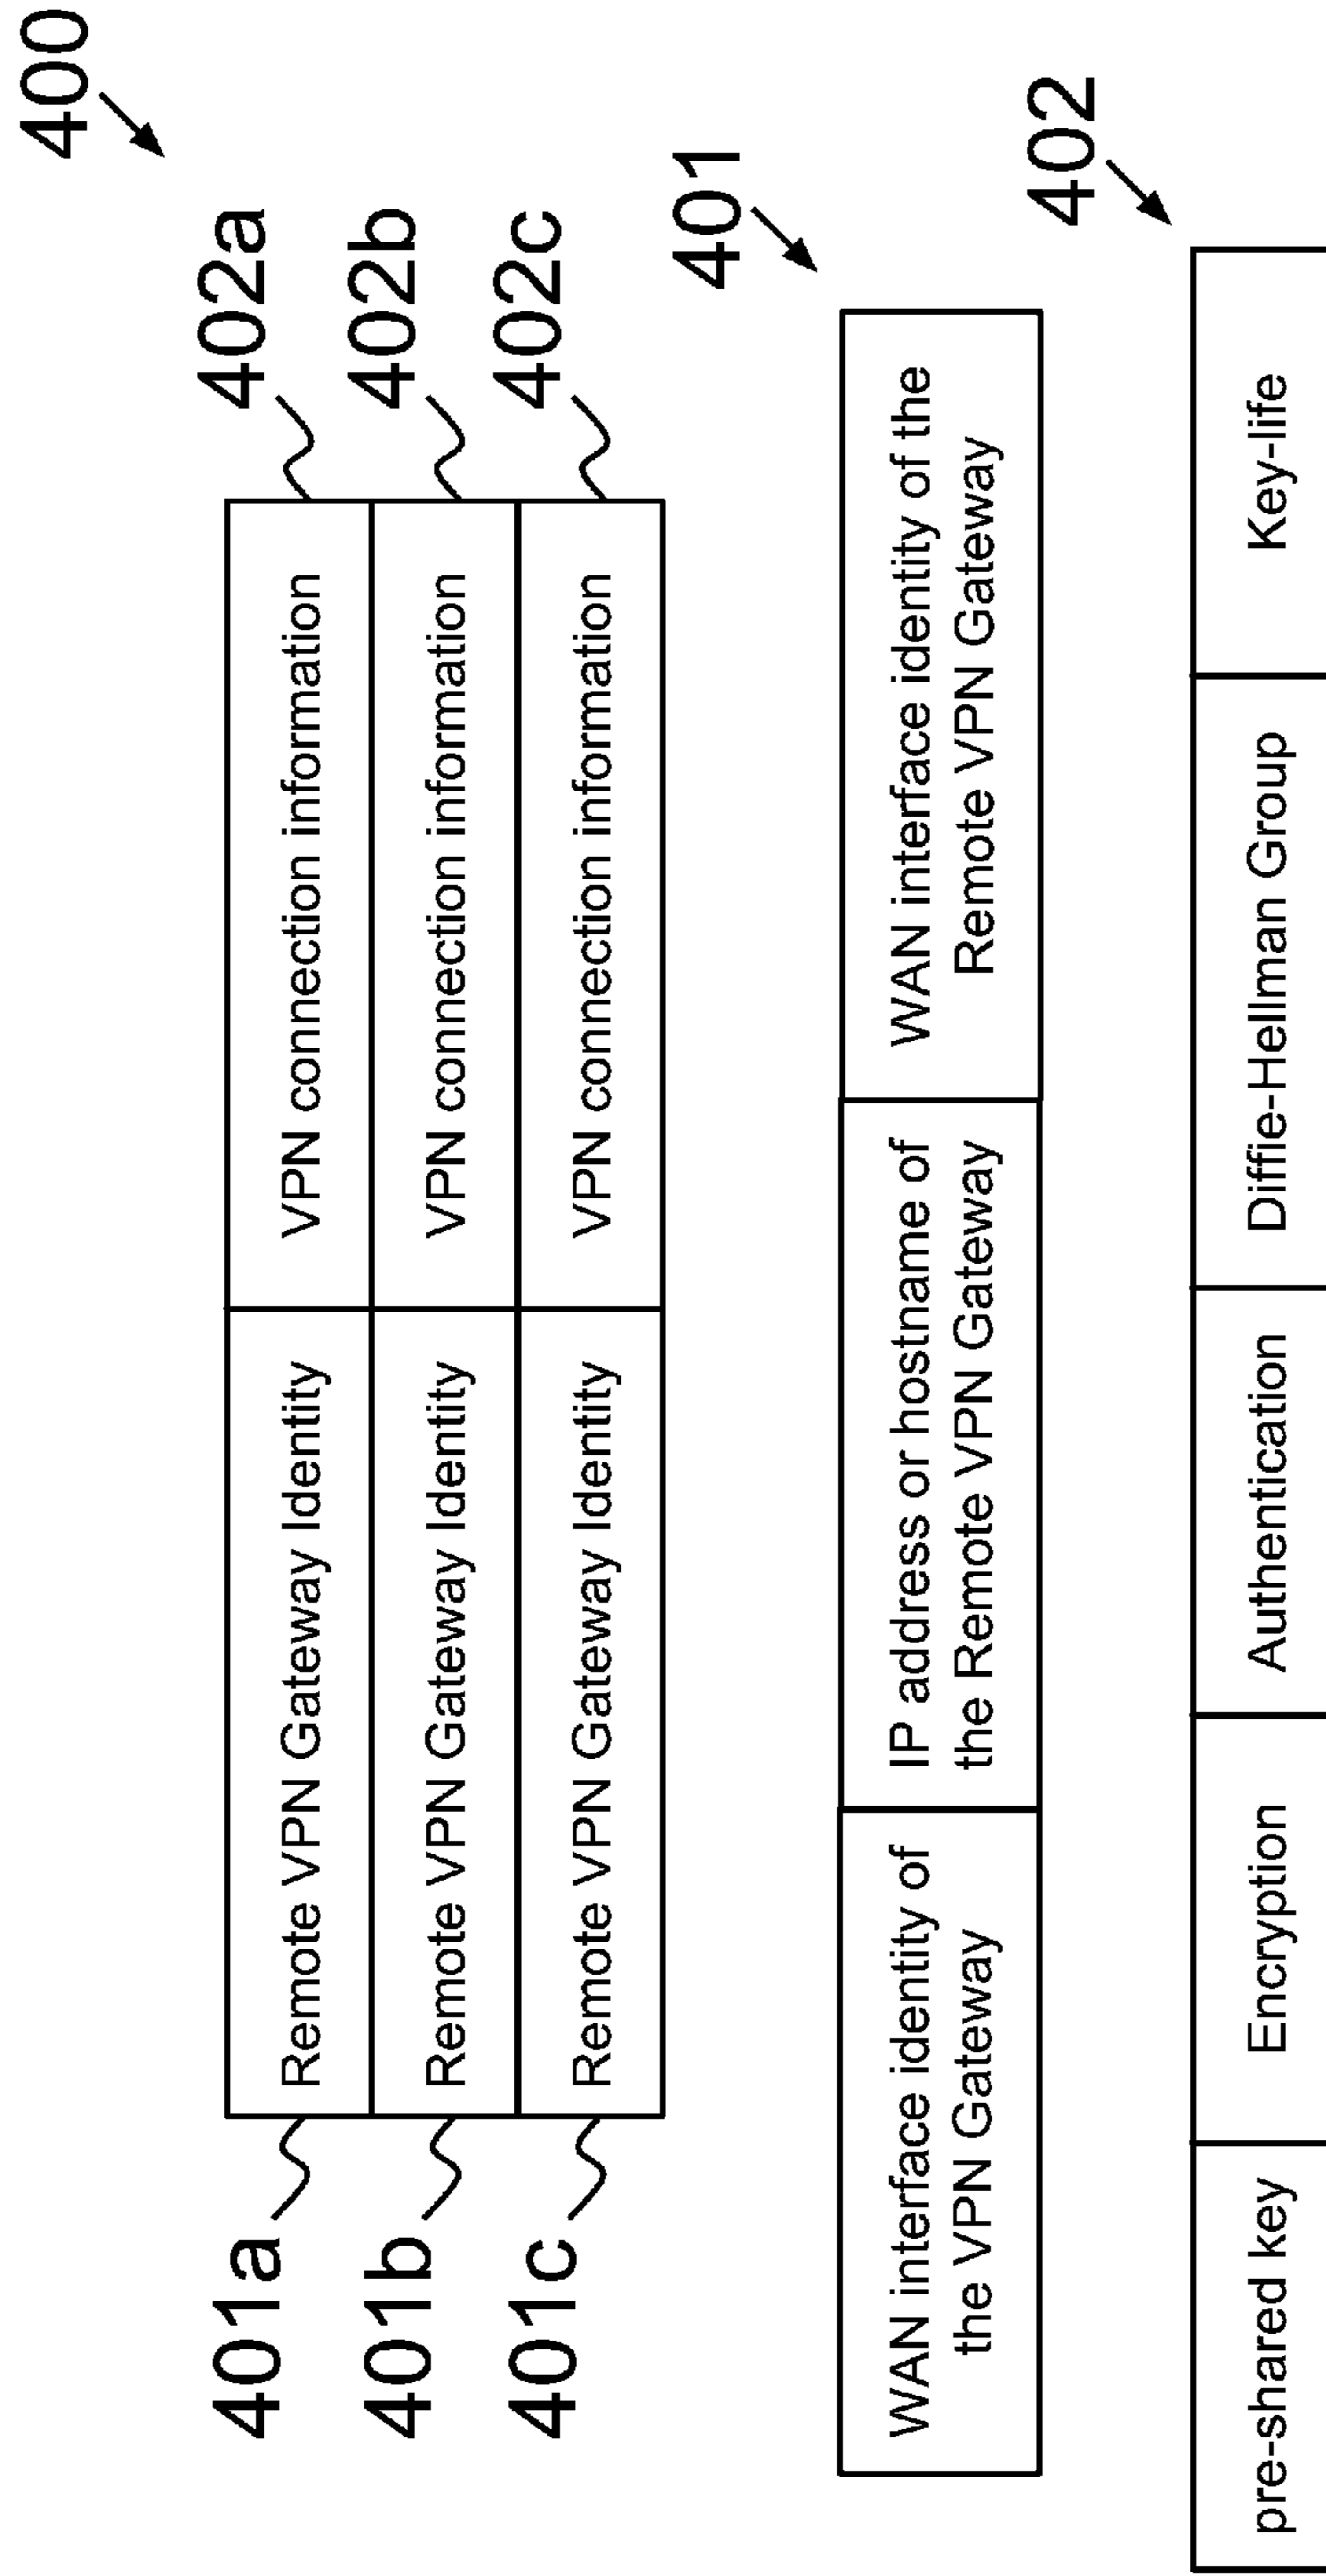 400
401a
Remote VPN Gateway Identity
VPN connection information
402a
401b
Remote VPN Gateway Identity
VPN connection information
402b
401c
Remote VPN Gateway Identity
VPN connection information
402c
401
WAN interface identity of
the VPN Gateway
IP address or hostname of
the Remote VPN Gateway
WAN interface identity of the
Remote VPN Gateway
402
pre-shared key
Encryption
Authentication
Diffie-Hellman Group
Key-life